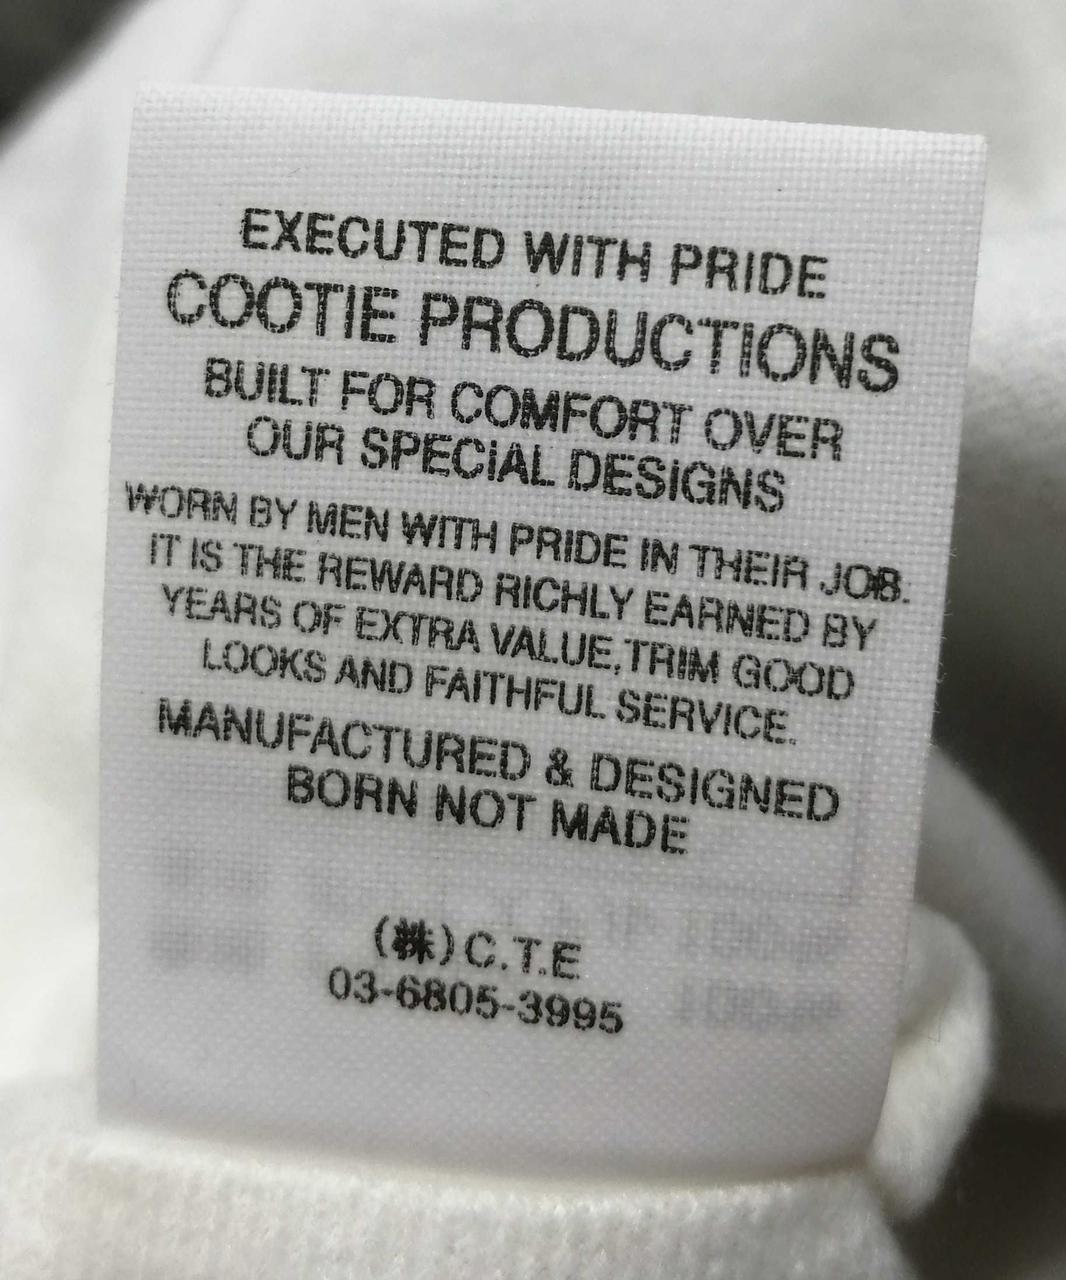 EXECUTED WITH PRIDE
COOTIE PRODUCTIONS
BUILT FOR COMFORT OVER
OUR SPECIAL DESIGNS
WORN BY MEN WITH PRIDE IN THEIR JOB.
IT IS THE REWARD RICHLY EARNED BY
YEARS OF EXTRA VALUE,TRIM GOOD
LOOKS AND FAITHFUL SERVICE.
MANUFACTURED & DESIGNED
BORN NOT MADE
(株)C.T.E
03-6805-3995